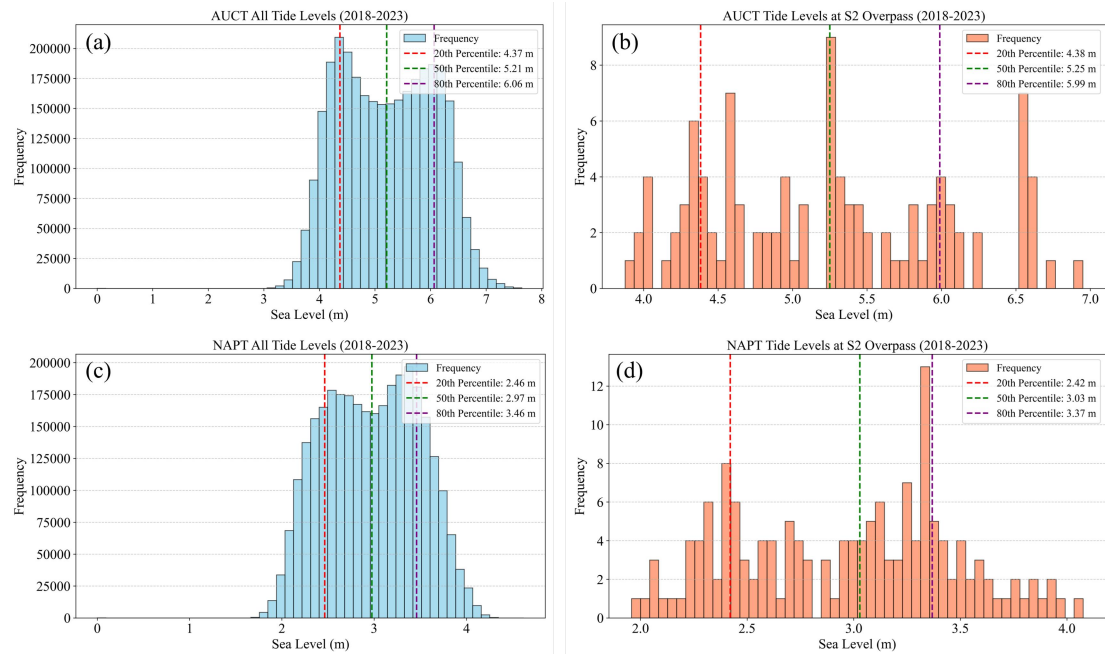 AUCT All Tide Levels (2018-2023)
(a)
Frequency
20th Percentile: 4.37 m
50th Percentile: 5.21 m
80th Percentile: 6.06 m
200000
175000
150000
125000
100000
75000
50000
25000
0
Frequency
0 1 2 3 4 5 6 7 8
Sea Level (m)
AUCT Tide Levels at S2 Overpass (2018-2023)
(b)
Frequency
20th Percentile: 4.38 m
50th Percentile: 5.25 m
80th Percentile: 5.99 m
8
6
4
2
0
Frequency
4.0 4.5 5.0 5.5 6.0 6.5 7.0
Sea Level (m)
NAPT All Tide Levels (2018-2023)
(c)
Frequency
20th Percentile: 2.46 m
50th Percentile: 2.97 m
80th Percentile: 3.46 m
200000
175000
150000
125000
100000
75000
50000
25000
0
Frequency
0 1 2 3 4
Sea Level (m)
NAPT Tide Levels at S2 Overpass (2018-2023)
(d)
Frequency
20th Percentile: 2.42 m
50th Percentile: 3.03 m
80th Percentile: 3.37 m
12
10
8
6
4
2
0
Frequency
2.0 2.5 3.0 3.5 4.0
Sea Level (m)